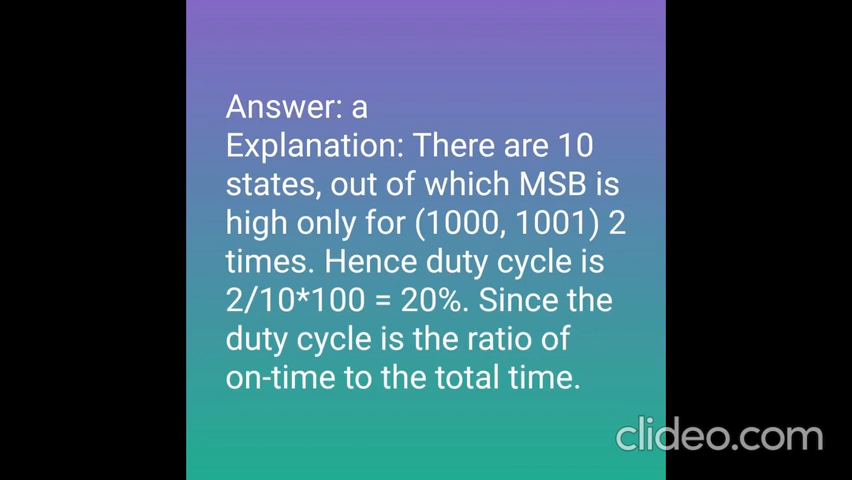 Answer: a
Explanation: There are 10
states, out of which MSB is
high only for (1000, 1001) 2
times. Hence duty cycle is
2/10*100 = 20%. Since the
duty cycle is the ratio of
on-time to the total time.
clideo.com